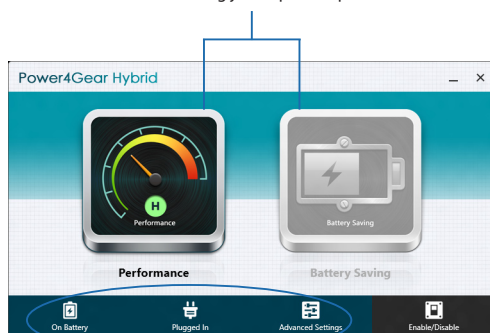 Power4Gear Hybrid
H
Performance
Battery Saving
Performance
Battery Saving
On Battery
Plugged In
Advanced Settings
Enable/Disable